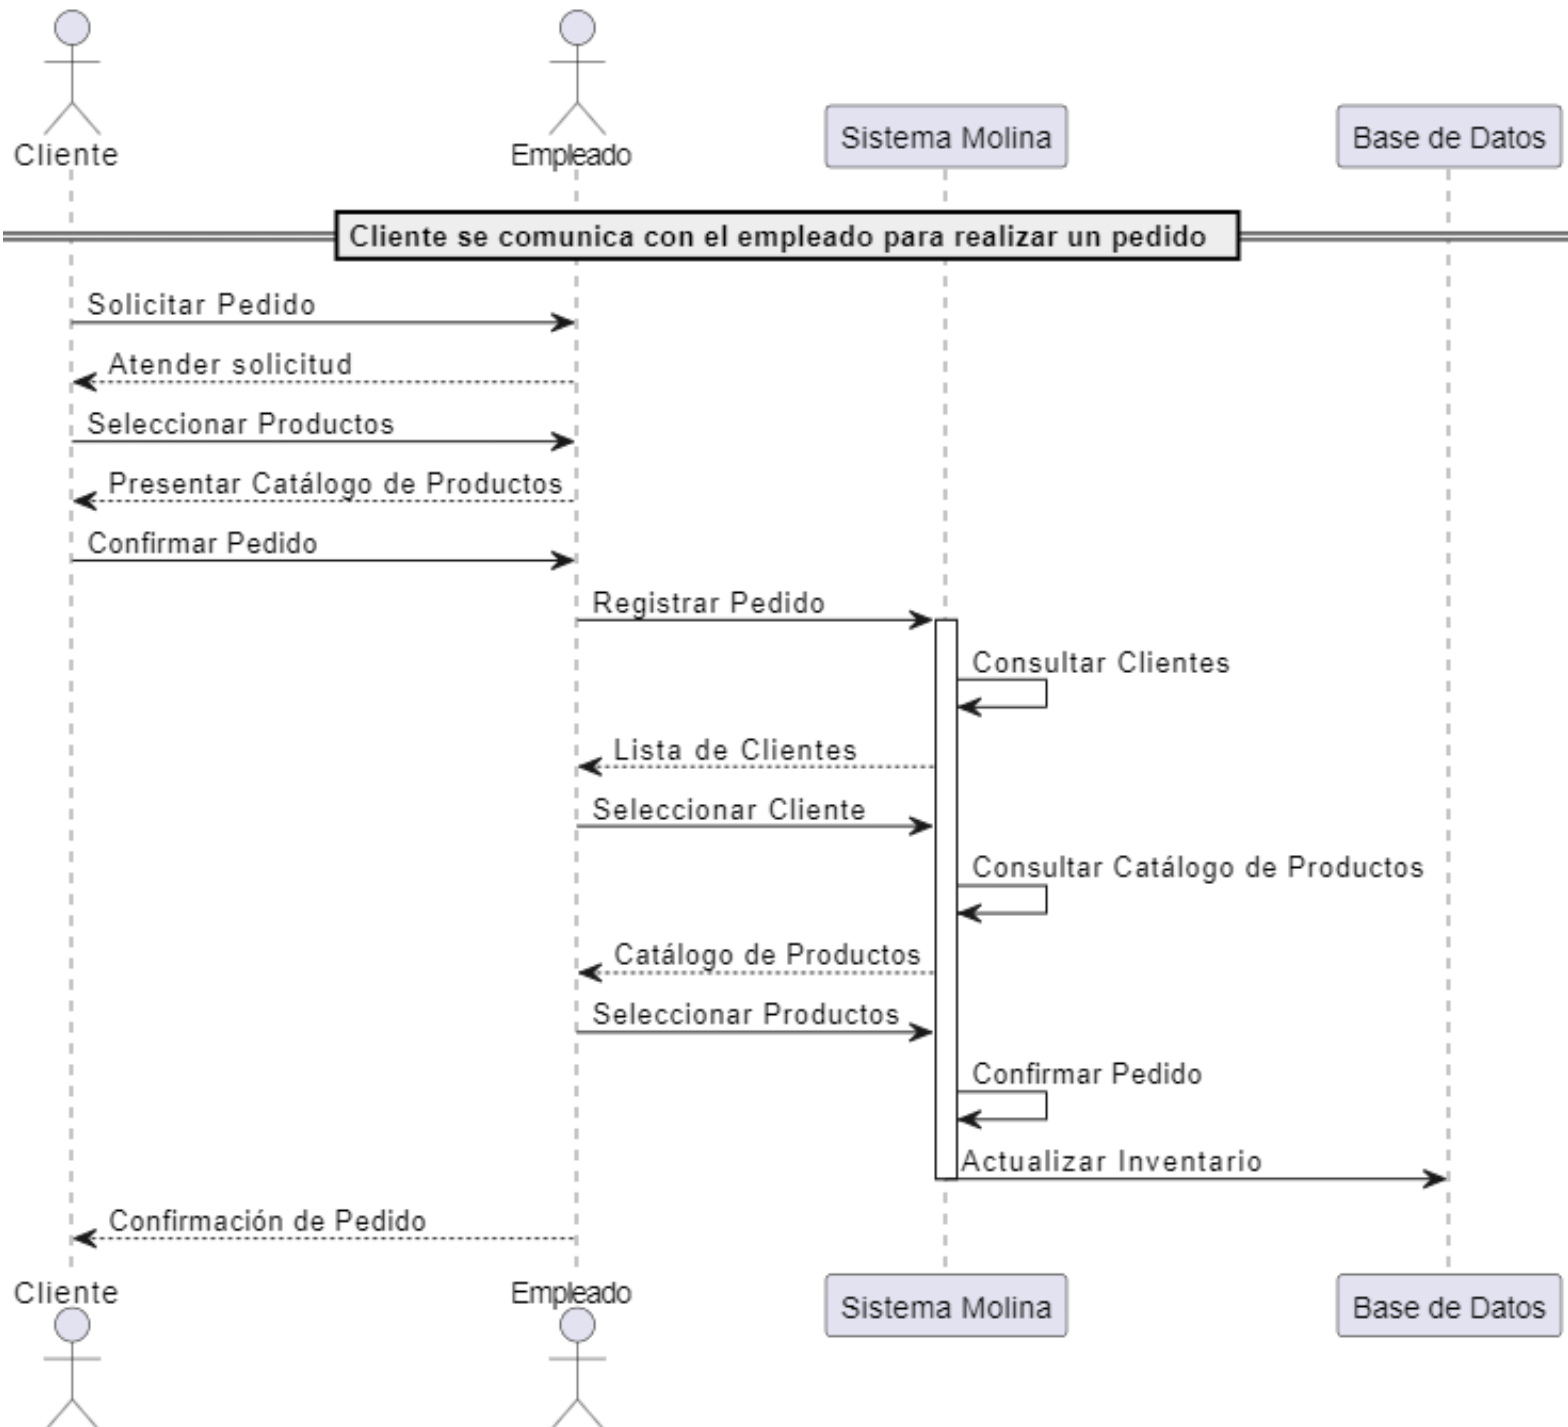 Cliente
Empleado
Sistema Molina
Base de Datos
Cliente se comunica con el empleado para realizar un pedido
Solicitar Pedido
Atender solicitud
Seleccionar Productos
Presentar Catálogo de Productos
Confirmar Pedido
Registrar Pedido
Consultar Clientes
Lista de Clientes
Seleccionar Cliente
Consultar Catálogo de Productos
Catálogo de Productos
Seleccionar Productos
Confirmar Pedido
Actualizar Inventario
Confirmación de Pedido
Cliente
Empleado
Sistema Molina
Base de Datos